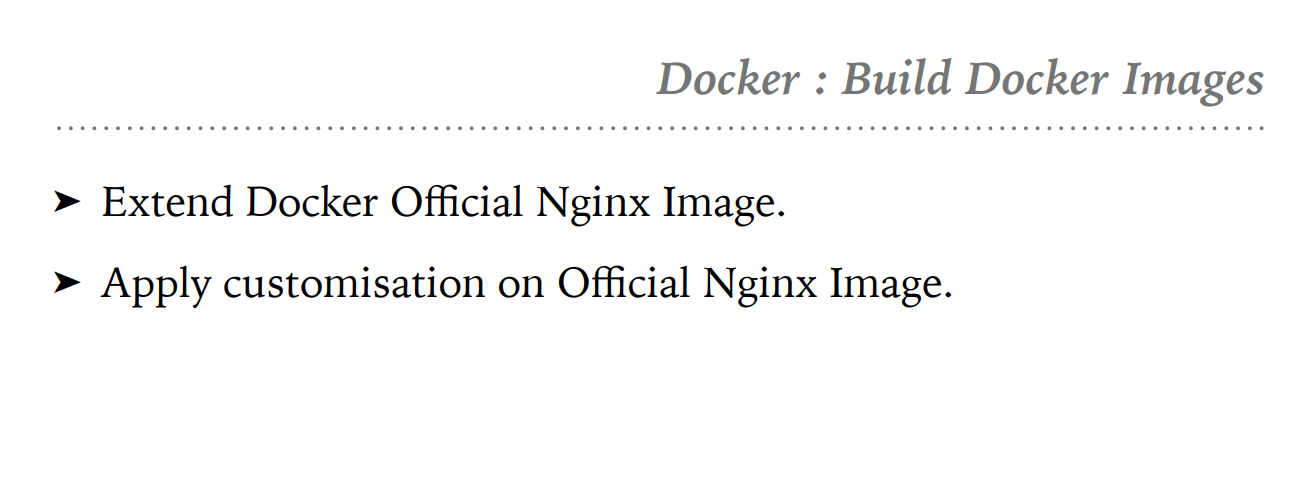 Docker : Build Docker Images
➤ Extend Docker Official Nginx Image.
➤ Apply customisation on Official Nginx Image.